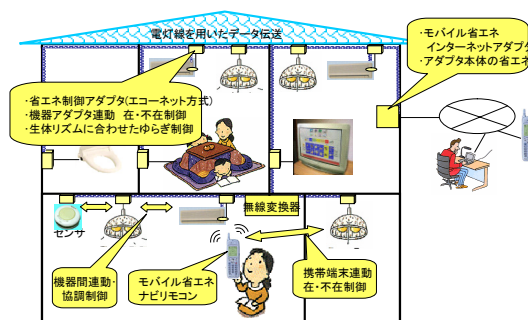 電灯線を用いたデータ伝送
・モバイル省エネ
インターネットアダプタ
・アダプタ本体の省エネ
・省エネ制御アダプタ(エコーネット方式)
・機器アダプタ連動 在・不在制御
・生体リズムに合わせたゆらぎ制御
無線変換器
センサ
機器間連動・
協調制御
モバイル省エネ
ナビリモコン
携帯端末連動
在・不在制御